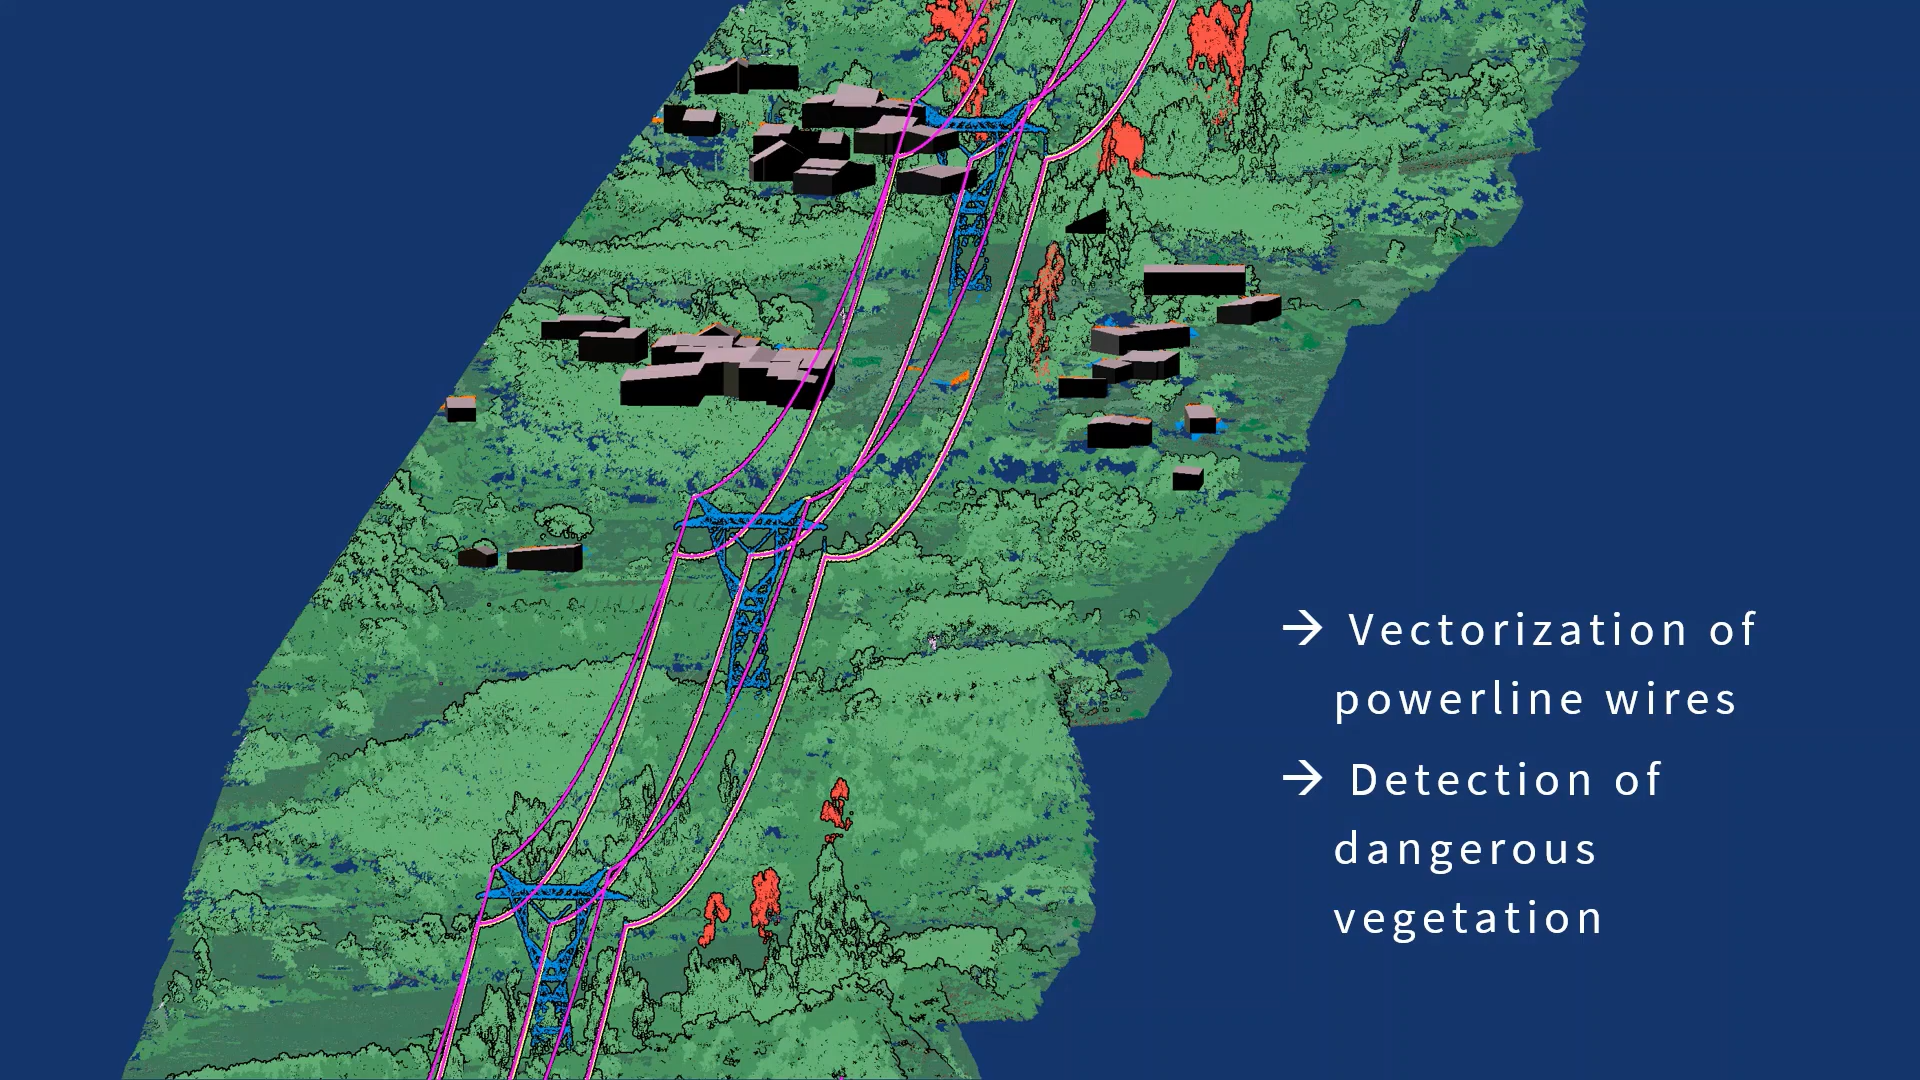 → Vectorization of
powerline wires
→ Detection of
dangerous
vegetation